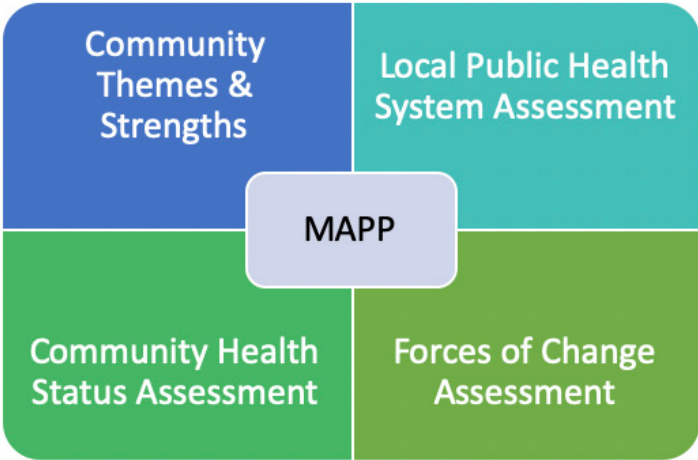 Community
Themes &
Strengths
Local Public Health
System Assessment
MAPP
Community Health
Status Assessment
Forces of Change
Assessment